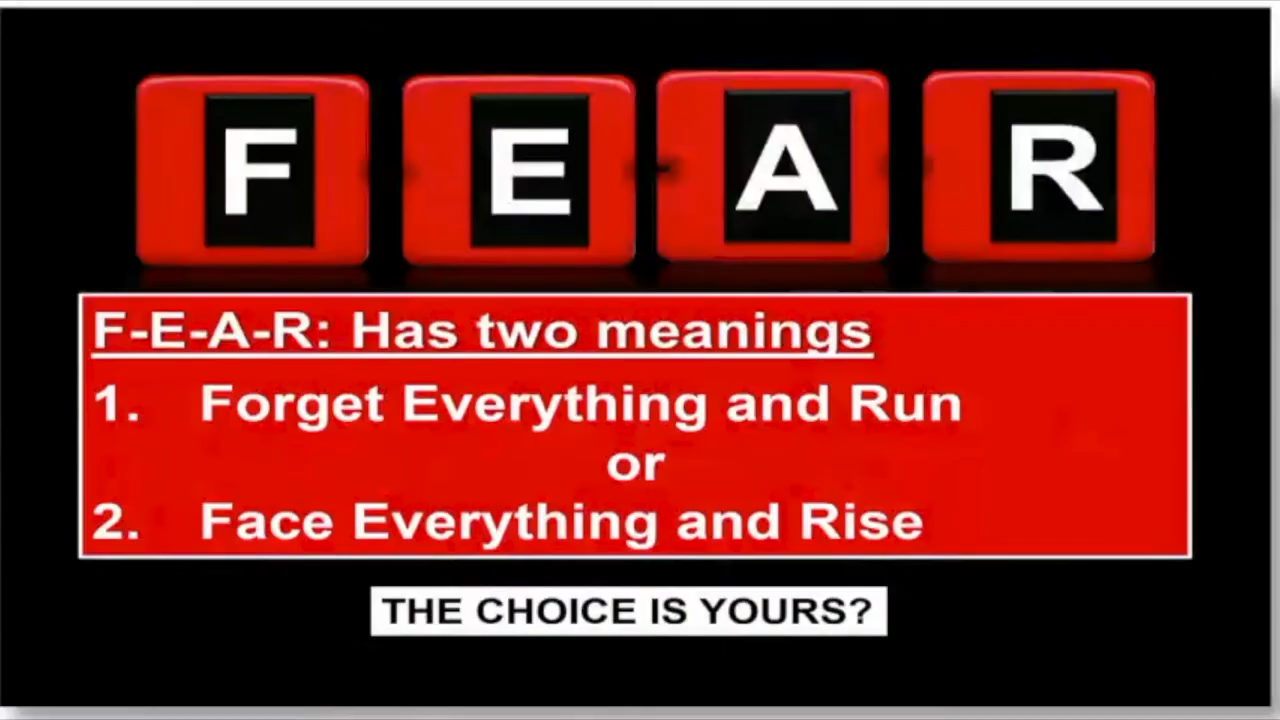 F E A R
F-E-A-R: Has two meanings
1. Forget Everything and Run
or
2. Face Everything and Rise
THE CHOICE IS YOURS?